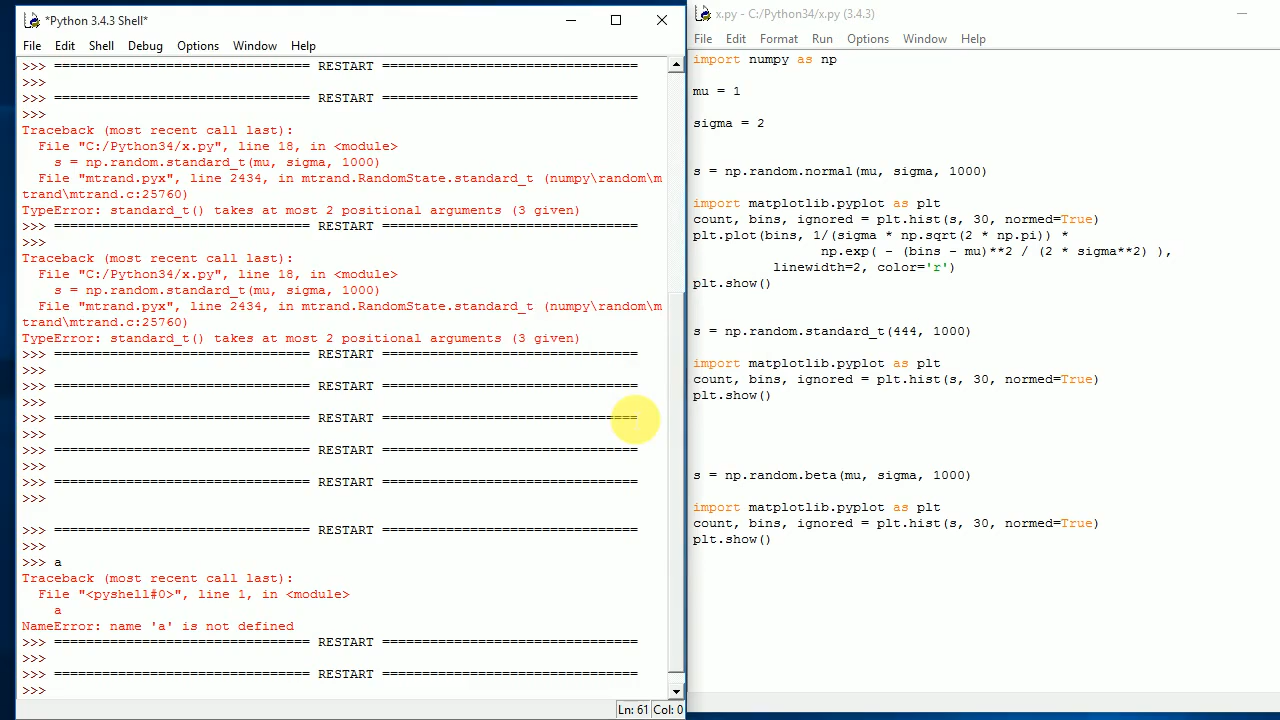 *Python 3.4.3 Shell*
File Edit Shell Debug Options Window Help
>>> ================================ RESTART ================================
>>>
>>> ================================ RESTART ================================
>>>
Traceback (most recent call last):
  File "C:/Python34/x.py", line 18, in <module>
    s = np.random.standard_t(mu, sigma, 1000)
  File "mtrand.pyx", line 2434, in mtrand.RandomState.standard_t (numpy\random\m
trand\mtrand.c:25760)
TypeError: standard_t() takes at most 2 positional arguments (3 given)
>>> ================================ RESTART ================================
>>>
Traceback (most recent call last):
  File "C:/Python34/x.py", line 18, in <module>
    s = np.random.standard_t(mu, sigma, 1000)
  File "mtrand.pyx", line 2434, in mtrand.RandomState.standard_t (numpy\random\m
trand\mtrand.c:25760)
TypeError: standard_t() takes at most 2 positional arguments (3 given)
>>> ================================ RESTART ================================
>>>
>>> ================================ RESTART ================================
>>>
>>> ================================ RESTART ================================
>>>
>>> ================================ RESTART ================================
>>>
>>> ================================ RESTART ================================
>>>
>>> ================================ RESTART ================================
>>>
>>> a
Traceback (most recent call last):
  File "<pyshell#0>", line 1, in <module>
    a
NameError: name 'a' is not defined
>>> ================================ RESTART ================================
>>>
>>> ================================ RESTART ================================
>>>
Ln: 61 Col: 0
x.py - C:/Python34/x.py (3.4.3)
File Edit Format Run Options Window Help
import numpy as np
mu = 1
sigma = 2
s = np.random.normal(mu, sigma, 1000)
import matplotlib.pyplot as plt
count, bins, ignored = plt.hist(s, 30, normed=True)
plt.plot(bins, 1/(sigma * np.sqrt(2 * np.pi)) *
                np.exp( - (bins - mu)**2 / (2 * sigma**2) ),
          linewidth=2, color='r')
plt.show()
s = np.random.standard_t(444, 1000)
import matplotlib.pyplot as plt
count, bins, ignored = plt.hist(s, 30, normed=True)
plt.show()
s = np.random.beta(mu, sigma, 1000)
import matplotlib.pyplot as plt
count, bins, ignored = plt.hist(s, 30, normed=True)
plt.show()